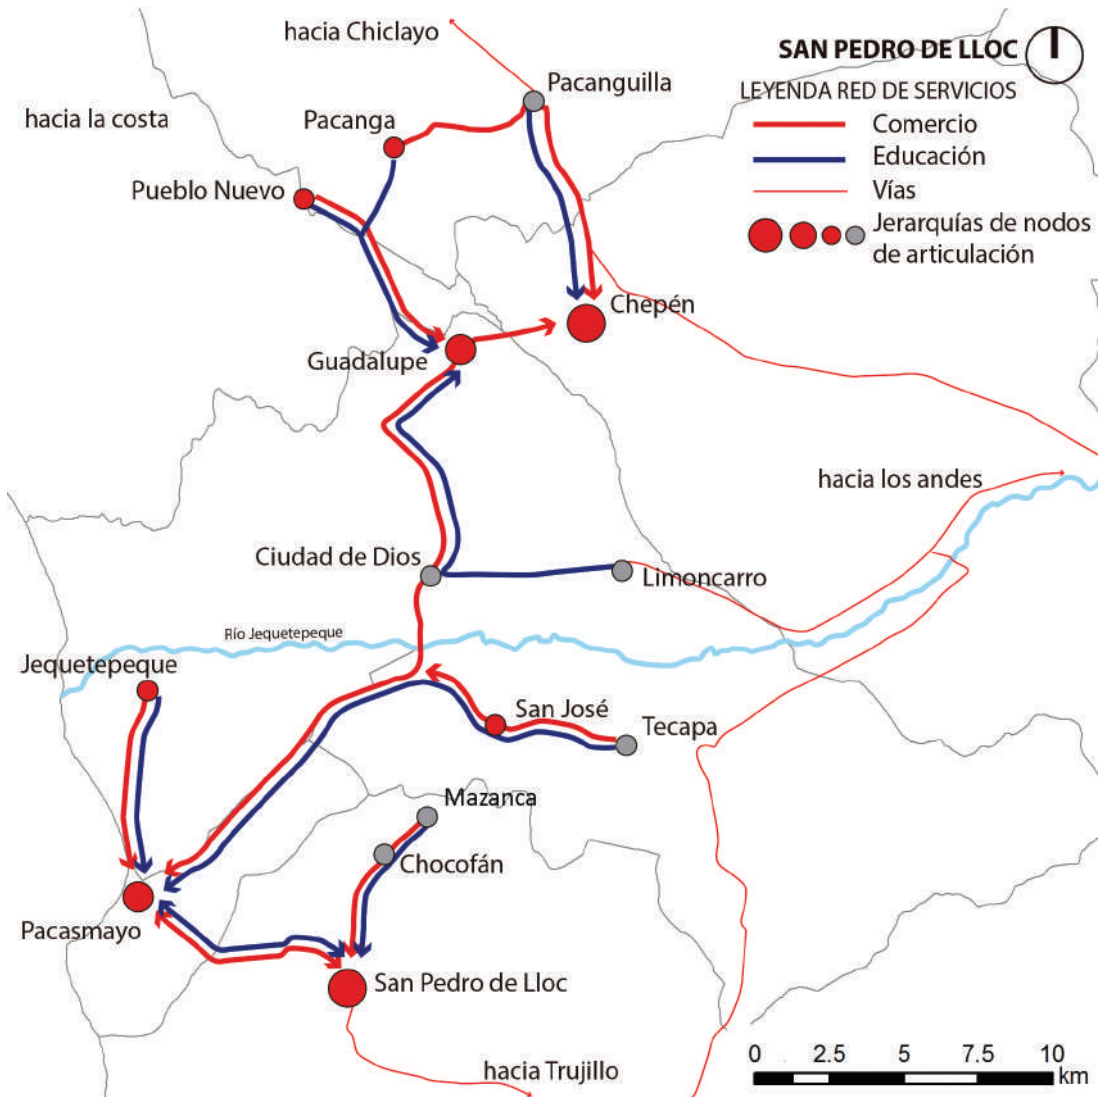 hacia Chiclayo
SAN PEDRO DE LLOC
LEYENDA RED DE SERVICIOS
Comercio
Educación
Vías
Jerarquías de nodos
de articulación
Pacanguilla
hacia la costa
Pacanga
Pueblo Nuevo
Chepén
Guadalupe
hacia los andes
Ciudad de Dios
Limoncarro
Río Jequetepeque
Jequetepeque
San José
Tecapa
Mazanca
Chocofán
Pacasmayo
San Pedro de Lloc
hacia Trujillo
0 2.5 5 7.5 10
km